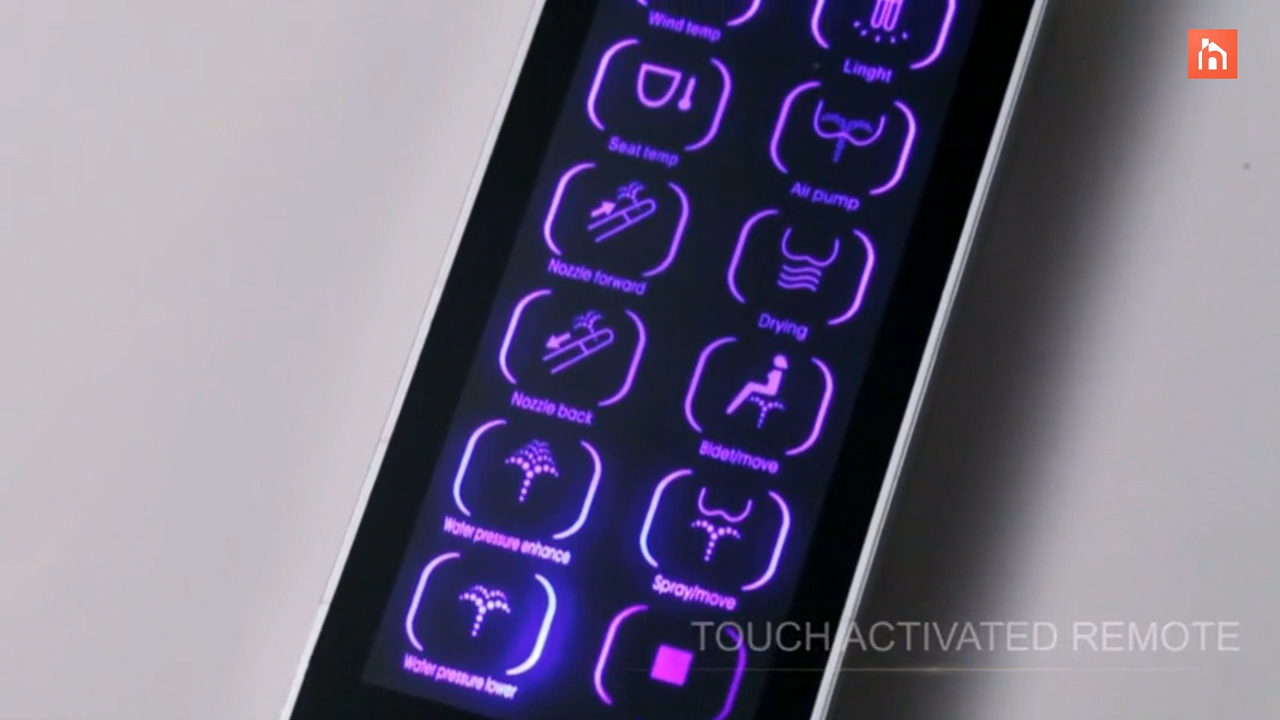 Wind temp
Linght
Seat temp
Air pump
Nozzle forward
Drying
Nozzle back
Bidet/move
Water pressure enhance
Spray/move
Water pressure lower
TOUCH ACTIVATED REMOTE